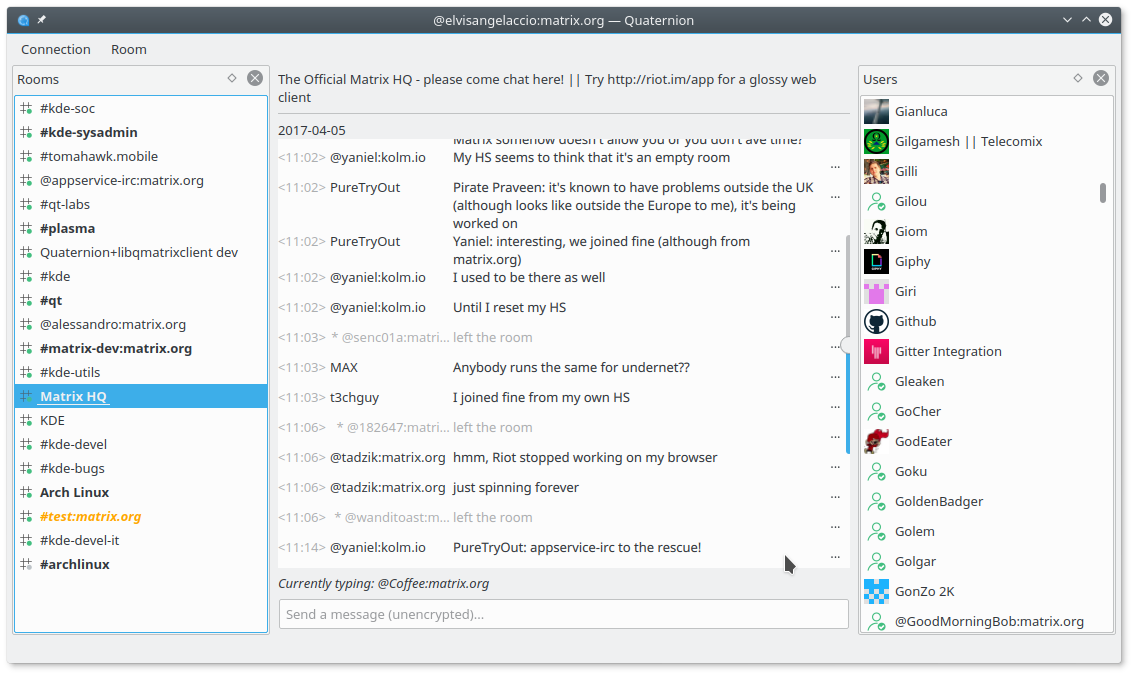 @elvisangelaccio:matrix.org — Quaternion
Connection Room
Rooms
#kde-soc
#kde-sysadmin
#tomahawk.mobile
@appservice-irc:matrix.org
#qt-labs
#plasma
Quaternion+libqmatrixclient dev
#kde
#qt
@alessandro:matrix.org
#matrix-dev:matrix.org
#kde-utils
Matrix HQ
KDE
#kde-devel
#kde-bugs
Arch Linux
#test:matrix.org
#kde-devel-it
#archlinux
The Official Matrix HQ - please come chat here! || Try http://riot.im/app for a glossy web
client
2017-04-05
Matrix somehow doesn't allow you or you don't ave time?
<11:02> @yaniel:kolm.io My HS seems to think that it's an empty room ...
<11:02> PureTryOut Pirate Praveen: it's known to have problems outside the UK ...
(although looks like outside the Europe to me), it's being
worked on
<11:02> PureTryOut Yaniel: interesting, we joined fine (although from ...
matrix.org)
<11:02> @yaniel:kolm.io I used to be there as well ...
<11:02> @yaniel:kolm.io Until I reset my HS ...
<11:03> * @senc01a:matri... left the room ...
<11:03> MAX Anybody runs the same for undernet?? ...
<11:03> t3chguy I joined fine from my own HS ...
<11:06> * @182647:matri... left the room ...
<11:06> @tadzik:matrix.org hmm, Riot stopped working on my browser ...
<11:06> @tadzik:matrix.org just spinning forever ...
<11:06> * @wanditoast:m... left the room ...
<11:14> @yaniel:kolm.io PureTryOut: appservice-irc to the rescue! ...
Currently typing: @Coffee:matrix.org
Send a message (unencrypted)...
Users
Gianluca
Gilgamesh || Telecomix
Gilli
Gilou
Giom
Giphy
Giri
Github
Gitter Integration
Gleaken
GoCher
GodEater
Goku
GoldenBadger
Golem
Golgar
GonZo 2K
@GoodMorningBob:matrix.org